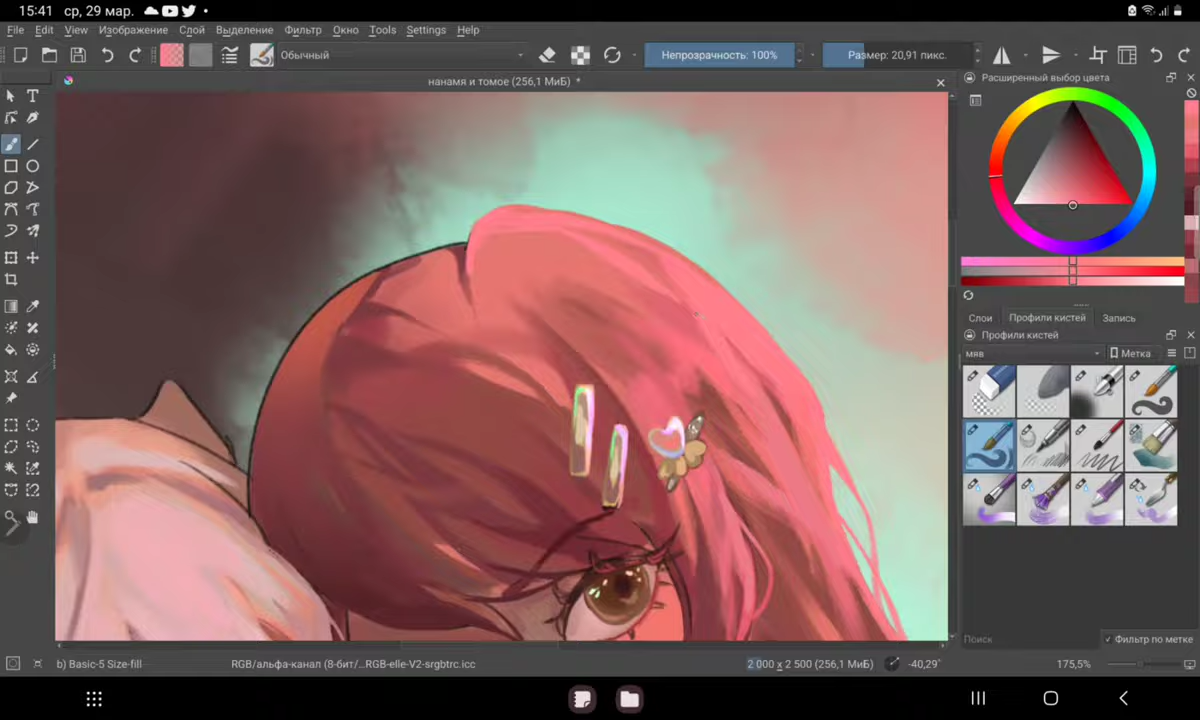 15:41 ср, 29 мар.
File Edit View Изображение Слой Выделение Фильтр Окно Tools Settings Help
Обычный Непрозрачность: 100% Размер: 20,91 пикс.
нанамя и томое (256,1 МиБ) *
Расширенный выбор цвета
Слои Профили кистей Запись
Профили кистей
мяв Метка
Поиск Фильтр по метке
b) Basic-5 Size-fill RGB/альфа-канал (8-бит/...RGB-elle-V2-srgbtrc.icc 2 000 x 2 500 (256,1 МиБ) -40,29° 175,5%